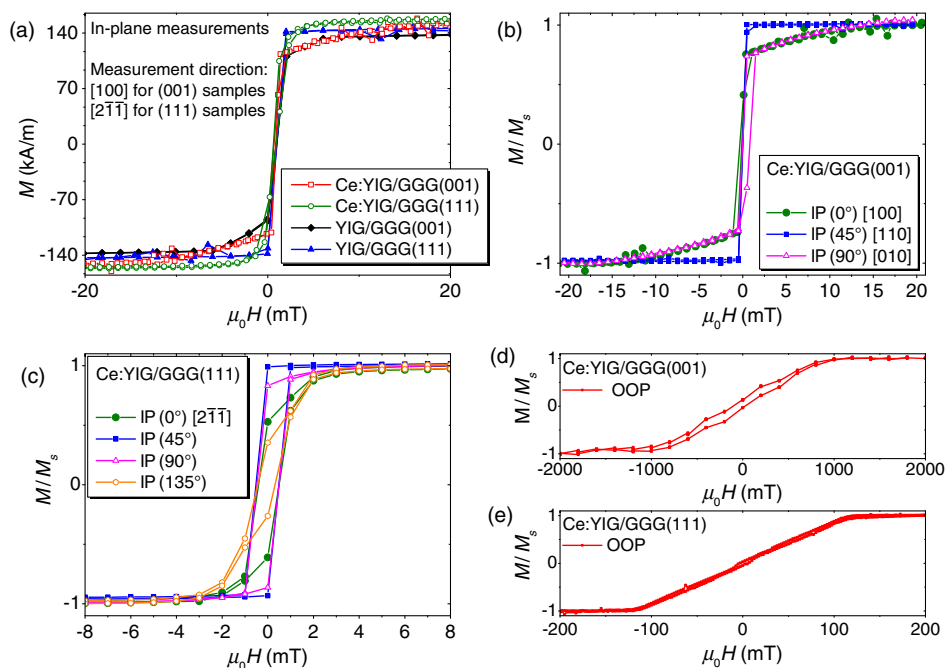 (a)
In-plane measurements
Measurement direction:
[100] for (001) samples
[2̅1̅1̅] for (111) samples
M (kA/m)
140
70
0
-70
-140
Ce:YIG/GGG(001)
Ce:YIG/GGG(111)
YIG/GGG(001)
YIG/GGG(111)
-20 0 20
μ0H (mT)
(b)
M/Ms
1
0
-1
Ce:YIG/GGG(001)
IP (0°) [100]
IP (45°) [110]
IP (90°) [010]
-20 -15 -10 -5 0 5 10 15 20
μ0H (mT)
(c)
M/Ms
1
0
-1
Ce:YIG/GGG(111)
IP (0°) [21̅1̅]
IP (45°)
IP (90°)
IP (135°)
-8 -6 -4 -2 0 2 4 6 8
μ0H (mT)
(d)
M/Ms
1
0
-1
Ce:YIG/GGG(001)
OOP
-2000 -1000 0 1000 2000
μ0H (mT)
(e)
M/Ms
1
0
-1
Ce:YIG/GGG(111)
OOP
-200 -100 0 100 200
μ0H (mT)